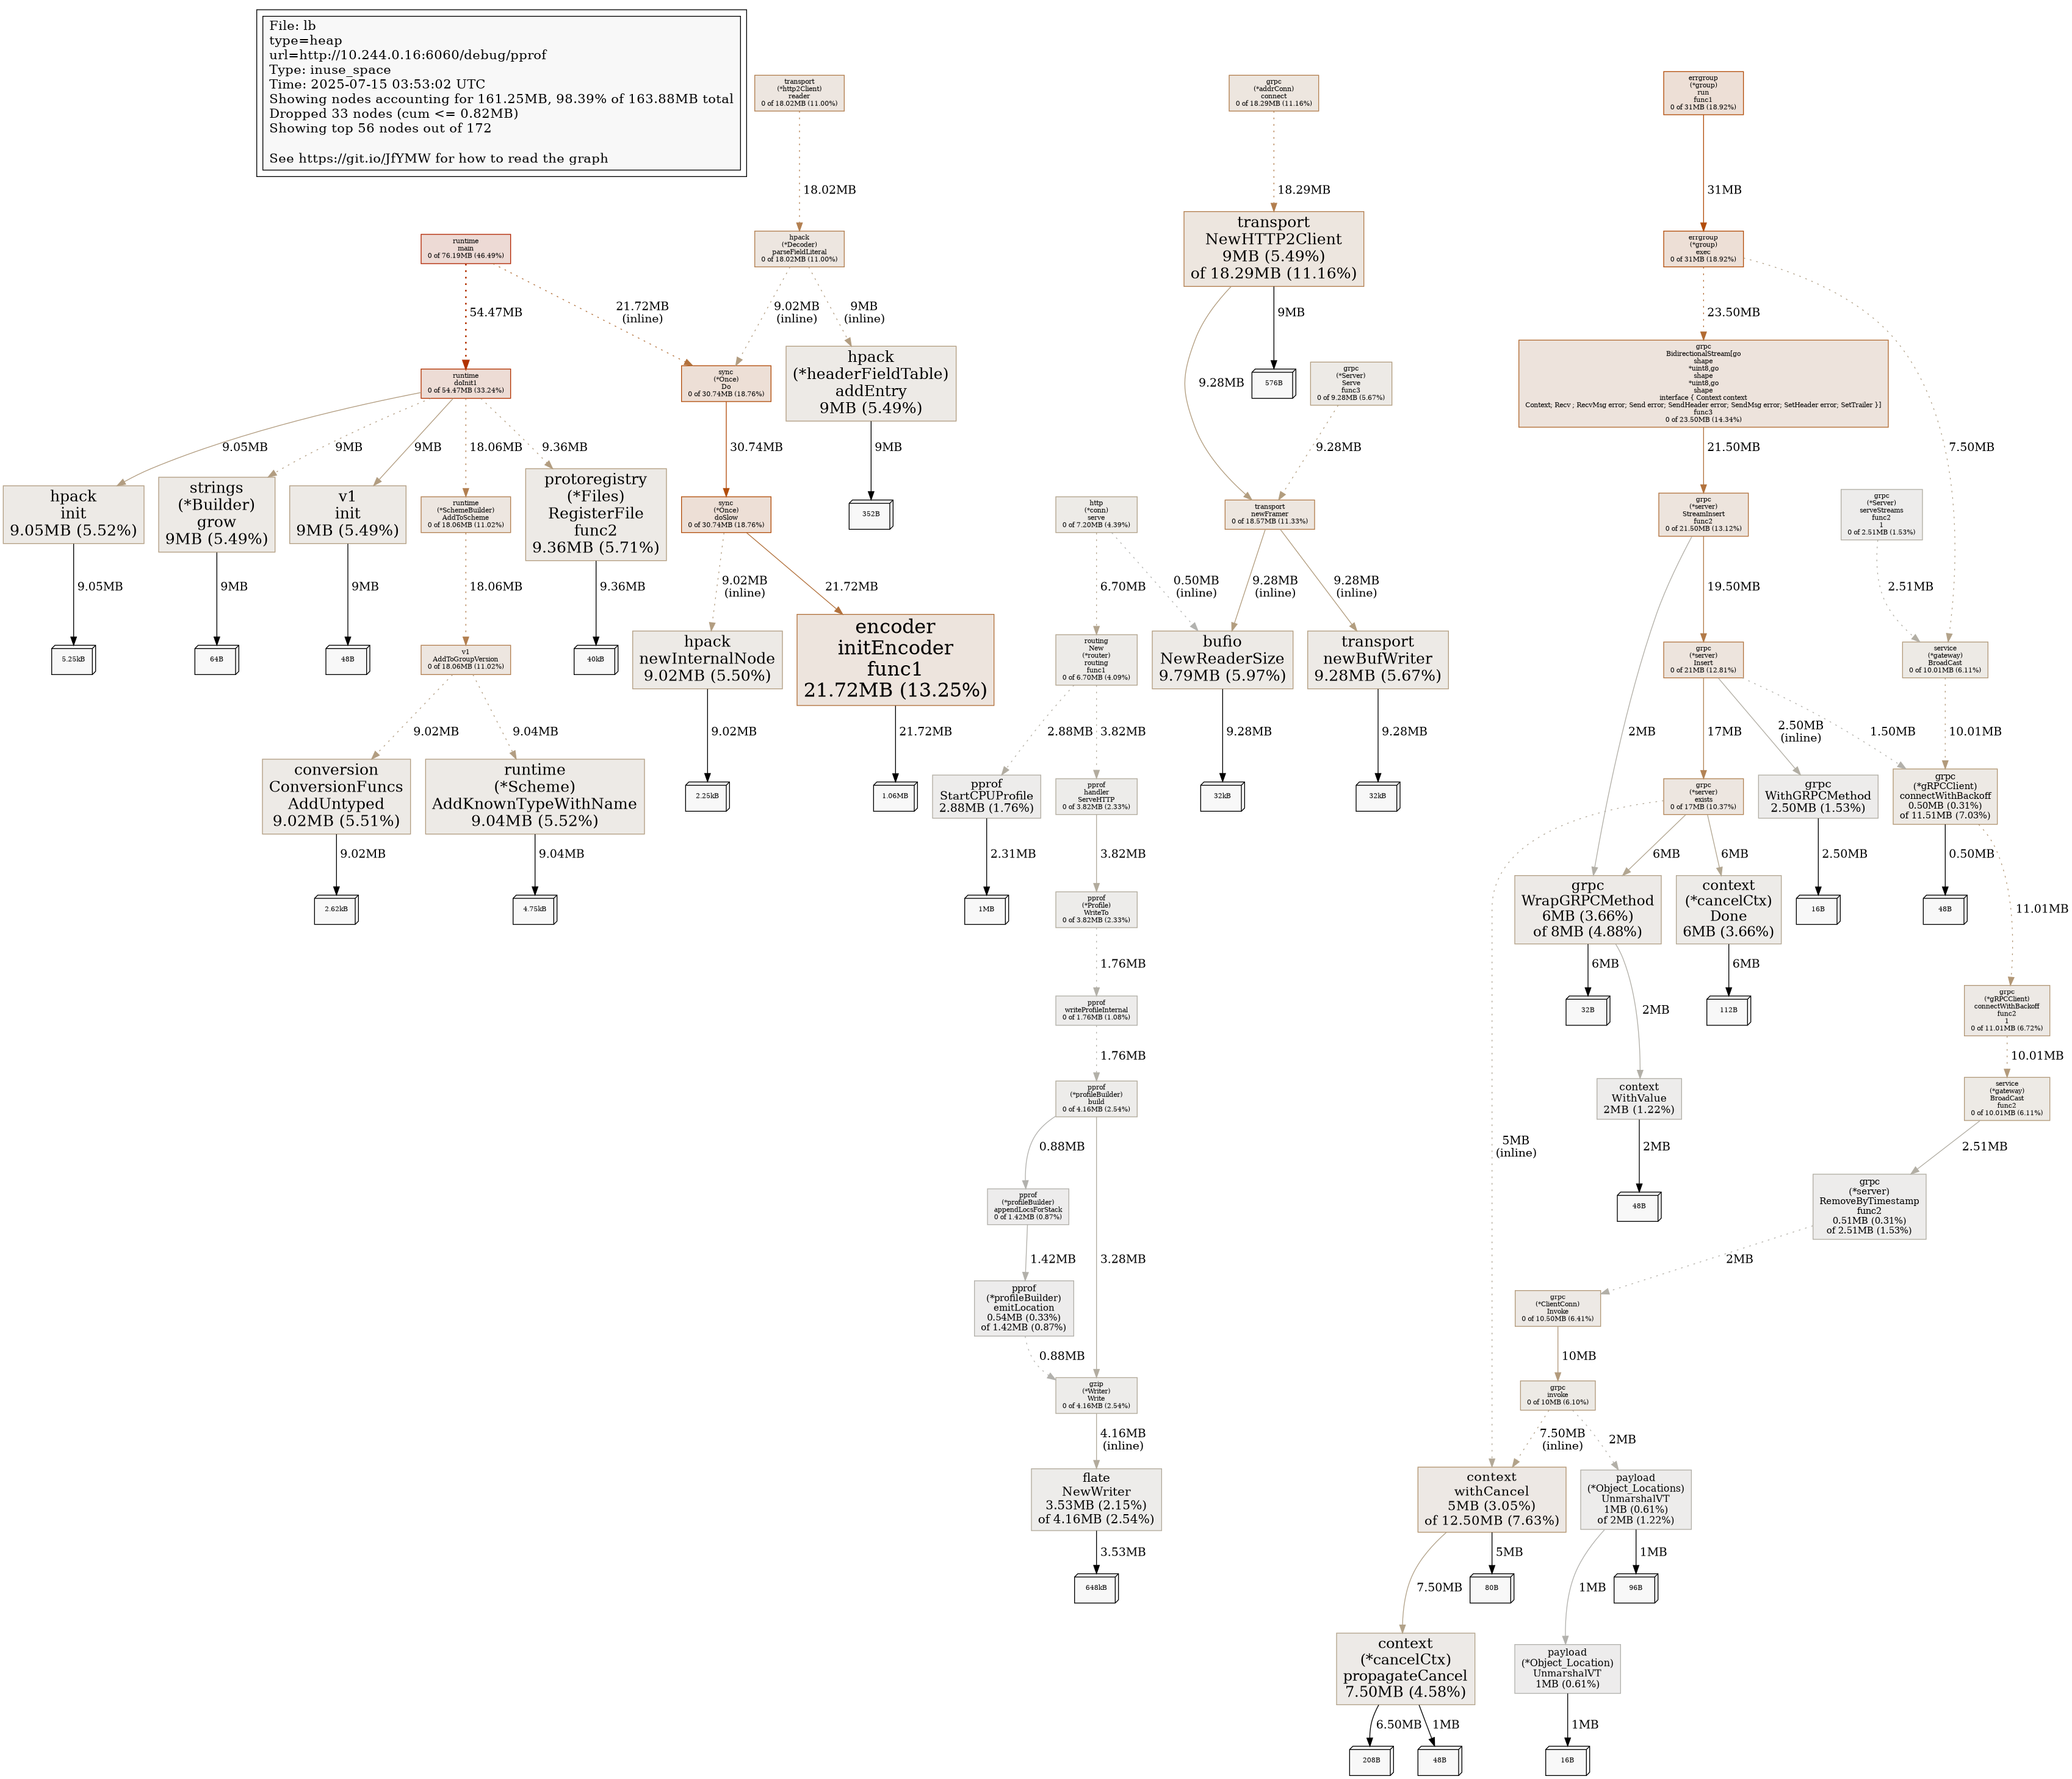 File: lb
type=heap
url=http://10.244.0.16:6060/debug/pprof
Type: inuse_space
Time: 2025-07-15 03:53:02 UTC
Showing nodes accounting for 161.25MB, 98.39% of 163.88MB total
Dropped 33 nodes (cum <= 0.82MB)
Showing top 56 nodes out of 172
See https://git.io/JfYMW for how to read the graph
transport
(*http2Client)
reader
0 of 18.02MB (11.00%)
18.02MB
grpc
(*addrConn)
connect
0 of 18.29MB (11.16%)
18.29MB
errgroup
(*group)
run
func1
0 of 31MB (18.92%)
31MB
runtime
main
0 of 76.19MB (46.49%)
54.47MB
21.72MB
(inline)
hpack
(*Decoder)
parseFieldLiteral
0 of 18.02MB (11.00%)
9.02MB
(inline)
9MB
(inline)
transport
NewHTTP2Client
9MB (5.49%)
of 18.29MB (11.16%)
9.28MB
9MB
576B
errgroup
(*group)
exec
0 of 31MB (18.92%)
23.50MB
7.50MB
runtime
doInit1
0 of 54.47MB (33.24%)
9.05MB
9MB
9MB
18.06MB
9.36MB
sync
(*Once)
Do
0 of 30.74MB (18.76%)
30.74MB
hpack
(*headerFieldTable)
addEntry
9MB (5.49%)
9MB
352B
grpc
(*Server)
Serve
func3
0 of 9.28MB (5.67%)
9.28MB
grpc
BidirectionalStream[go
shape
*uint8,go
shape
*uint8,go
shape
interface { Context context
Context; Recv ; RecvMsg error; Send error; SendHeader error; SendMsg error; SetHeader error; SetTrailer }]
func3
0 of 23.50MB (14.34%)
21.50MB
hpack
init
9.05MB (5.52%)
9.05MB
5.25kB
strings
(*Builder)
grow
9MB (5.49%)
9MB
64B
v1
init
9MB (5.49%)
9MB
48B
runtime
(*SchemeBuilder)
AddToScheme
0 of 18.06MB (11.02%)
18.06MB
protoregistry
(*Files)
RegisterFile
func2
9.36MB (5.71%)
9.36MB
40kB
sync
(*Once)
doSlow
0 of 30.74MB (18.76%)
9.02MB
(inline)
21.72MB
http
(*conn)
serve
0 of 7.20MB (4.39%)
6.70MB
0.50MB
(inline)
transport
newFramer
0 of 18.57MB (11.33%)
9.28MB
(inline)
9.28MB
(inline)
grpc
(*server)
StreamInsert
func2
0 of 21.50MB (13.12%)
2MB
19.50MB
grpc
(*Server)
serveStreams
func2
1
0 of 2.51MB (1.53%)
2.51MB
v1
AddToGroupVersion
0 of 18.06MB (11.02%)
9.02MB
9.04MB
hpack
newInternalNode
9.02MB (5.50%)
9.02MB
2.25kB
encoder
initEncoder
func1
21.72MB (13.25%)
21.72MB
1.06MB
routing
New
(*router)
routing
func1
0 of 6.70MB (4.09%)
2.88MB
3.82MB
bufio
NewReaderSize
9.79MB (5.97%)
9.28MB
32kB
transport
newBufWriter
9.28MB (5.67%)
9.28MB
32kB
grpc
(*server)
Insert
0 of 21MB (12.81%)
17MB
2.50MB
(inline)
1.50MB
service
(*gateway)
BroadCast
0 of 10.01MB (6.11%)
10.01MB
conversion
ConversionFuncs
AddUntyped
9.02MB (5.51%)
9.02MB
2.62kB
runtime
(*Scheme)
AddKnownTypeWithName
9.04MB (5.52%)
9.04MB
4.75kB
pprof
StartCPUProfile
2.88MB (1.76%)
2.31MB
1MB
pprof
handler
ServeHTTP
0 of 3.82MB (2.33%)
3.82MB
grpc
(*server)
exists
0 of 17MB (10.37%)
5MB
(inline)
6MB
6MB
grpc
WithGRPCMethod
2.50MB (1.53%)
2.50MB
16B
grpc
(*gRPCClient)
connectWithBackoff
0.50MB (0.31%)
of 11.51MB (7.03%)
0.50MB
48B
11.01MB
pprof
(*Profile)
WriteTo
0 of 3.82MB (2.33%)
1.76MB
grpc
WrapGRPCMethod
6MB (3.66%)
of 8MB (4.88%)
6MB
32B
2MB
context
(*cancelCtx)
Done
6MB (3.66%)
6MB
112B
pprof
writeProfileInternal
0 of 1.76MB (1.08%)
1.76MB
grpc
(*gRPCClient)
connectWithBackoff
func2
1
0 of 11.01MB (6.72%)
10.01MB
pprof
(*profileBuilder)
build
0 of 4.16MB (2.54%)
0.88MB
3.28MB
context
WithValue
2MB (1.22%)
2MB
48B
service
(*gateway)
BroadCast
func2
0 of 10.01MB (6.11%)
2.51MB
pprof
(*profileBuilder)
appendLocsForStack
0 of 1.42MB (0.87%)
1.42MB
grpc
(*server)
RemoveByTimestamp
func2
0.51MB (0.31%)
of 2.51MB (1.53%)
2MB
pprof
(*profileBuilder)
emitLocation
0.54MB (0.33%)
of 1.42MB (0.87%)
0.88MB
grpc
(*ClientConn)
Invoke
0 of 10.50MB (6.41%)
10MB
gzip
(*Writer)
Write
0 of 4.16MB (2.54%)
4.16MB
(inline)
grpc
invoke
0 of 10MB (6.10%)
7.50MB
(inline)
2MB
flate
NewWriter
3.53MB (2.15%)
of 4.16MB (2.54%)
3.53MB
648kB
context
withCancel
5MB (3.05%)
of 12.50MB (7.63%)
7.50MB
5MB
80B
payload
(*Object_Locations)
UnmarshalVT
1MB (0.61%)
of 2MB (1.22%)
1MB
1MB
96B
context
(*cancelCtx)
propagateCancel
7.50MB (4.58%)
6.50MB
1MB
208B
48B
payload
(*Object_Location)
UnmarshalVT
1MB (0.61%)
1MB
16B